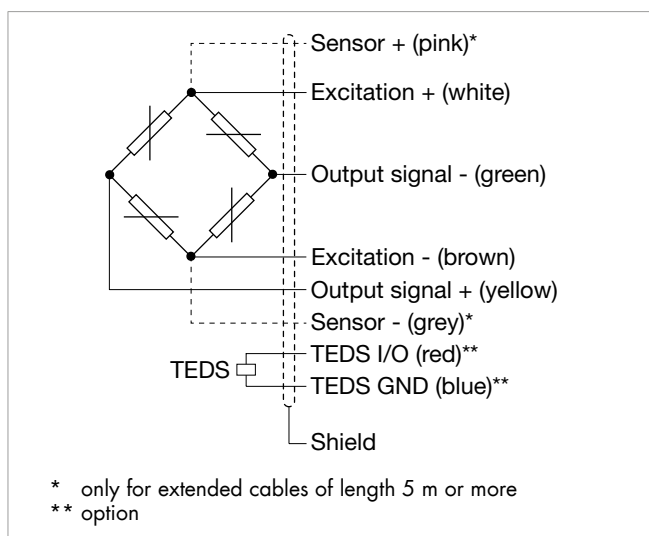 Sensor + (pink)*
Excitation + (white)
Output signal - (green)
Excitation - (brown)
Output signal + (yellow)
Sensor - (grey)*
TEDS I/O (red)**
TEDS
TEDS GND (blue)**
Shield
* only for extended cables of length 5 m or more
** option